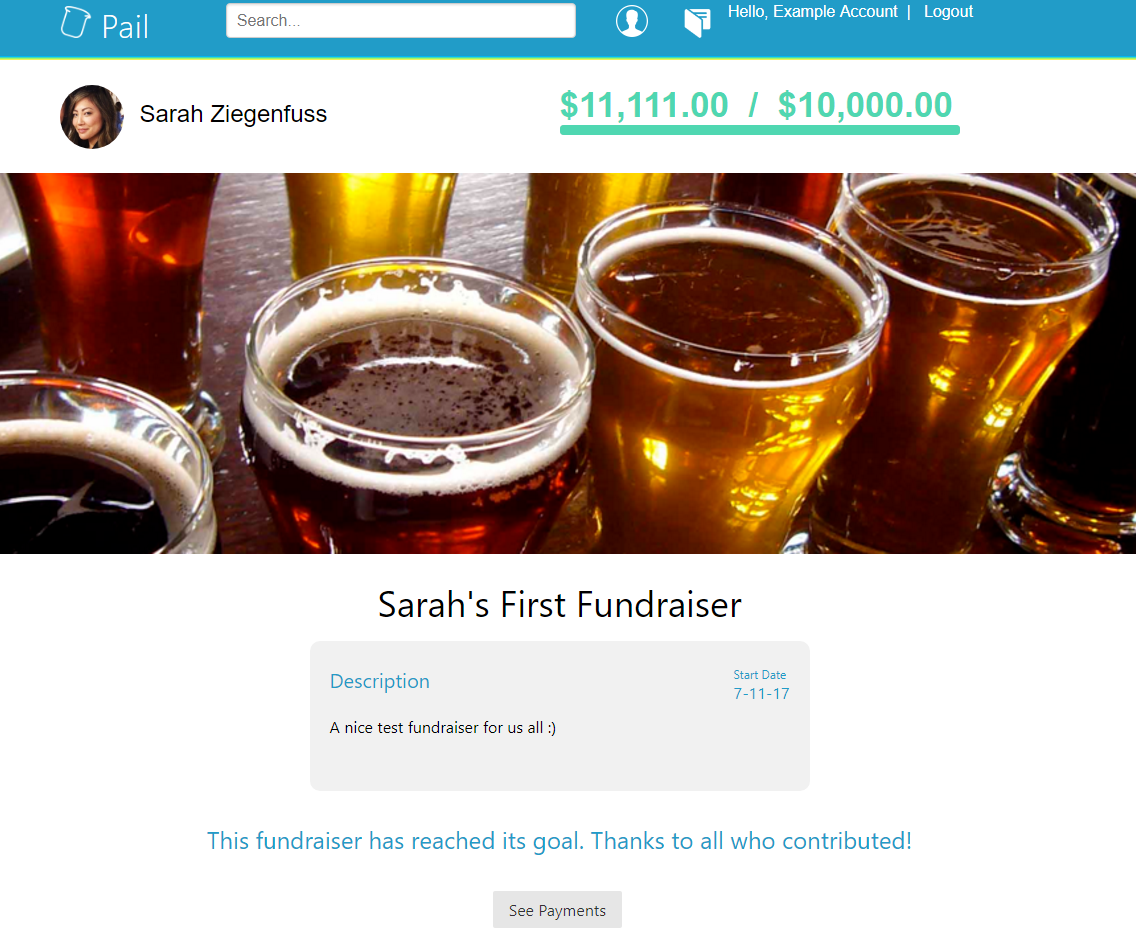 Pail
Search...
Hello, Example Account | Logout
Sarah Ziegenfuss
$11,111.00 / $10,000.00
Sarah's First Fundraiser
Description
Start Date
7-11-17
A nice test fundraiser for us all :)
This fundraiser has reached its goal. Thanks to all who contributed!
See Payments